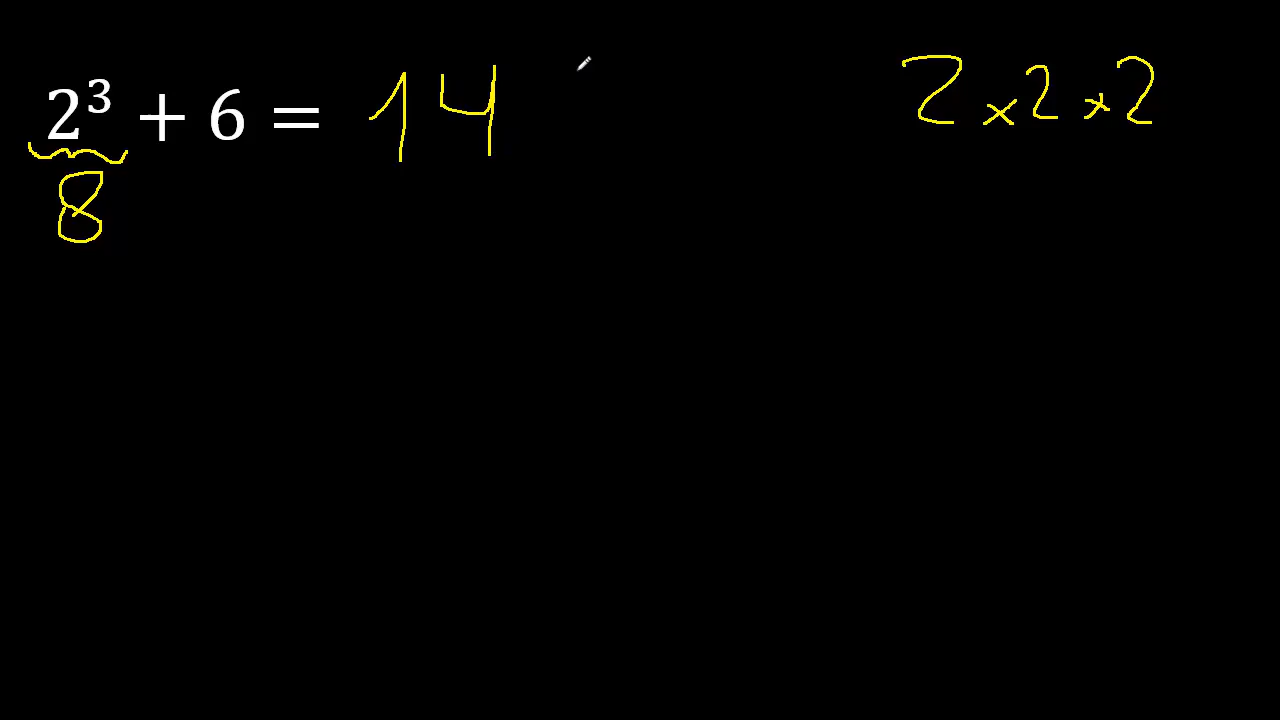 2³ + 6 = 14 2 × 2 × 2
8